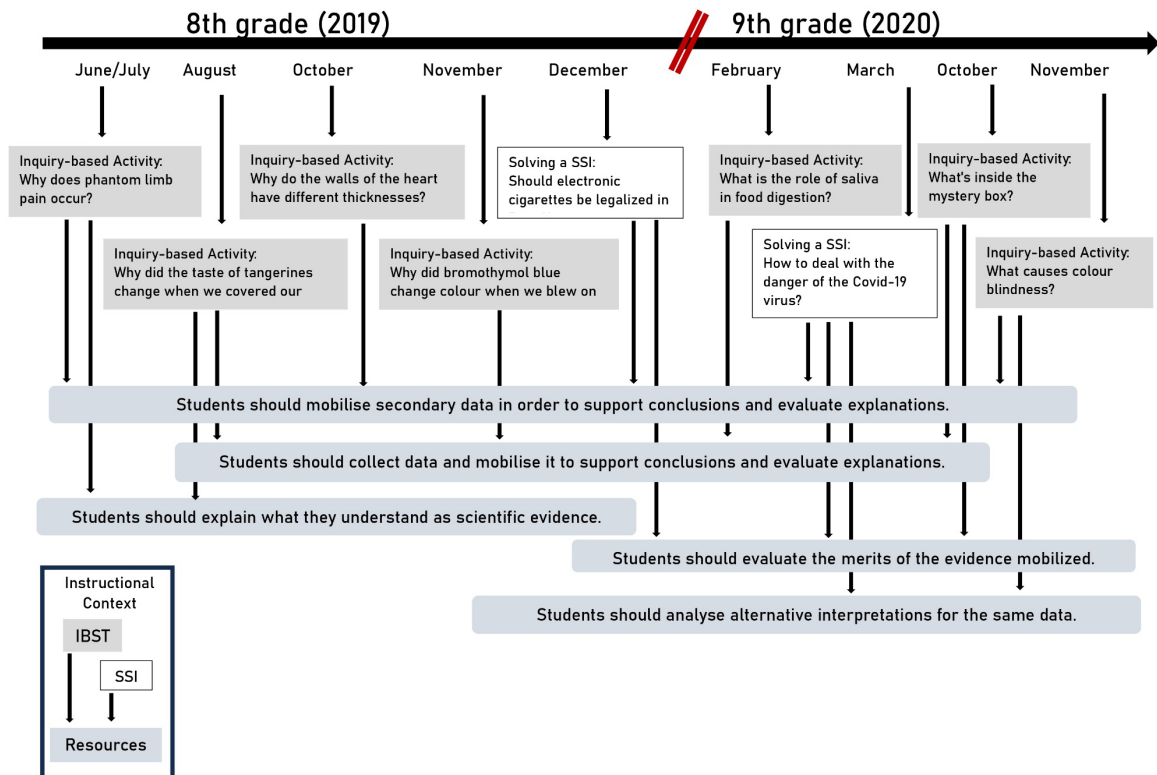 8th grade (2019)
9th grade (2020)
June/July
August
October
November
December
February
March
October
November
Inquiry-based Activity:
Why does phantom limb
pain occur?
Inquiry-based Activity:
Why do the walls of the heart
have different thicknesses?
Solving a SSI:
Should electronic
cigarettes be legalized in
Inquiry-based Activity:
What is the role of saliva
in food digestion?
Inquiry-based Activity:
What's inside the
mystery box?
Inquiry-based Activity:
Why did the taste of tangerines
change when we covered our
Inquiry-based Activity:
Why did bromothymol blue
change colour when we blew on
Solving a SSI:
How to deal with the
danger of the Covid-19
virus?
Inquiry-based Activity:
What causes colour
blindness?
Students should mobilise secondary data in order to support conclusions and evaluate explanations.
Students should collect data and mobilise it to support conclusions and evaluate explanations.
Students should explain what they understand as scientific evidence.
Students should evaluate the merits of the evidence mobilized.
Students should analyse alternative interpretations for the same data.
Instructional
Context
IBST
SSI
Resources